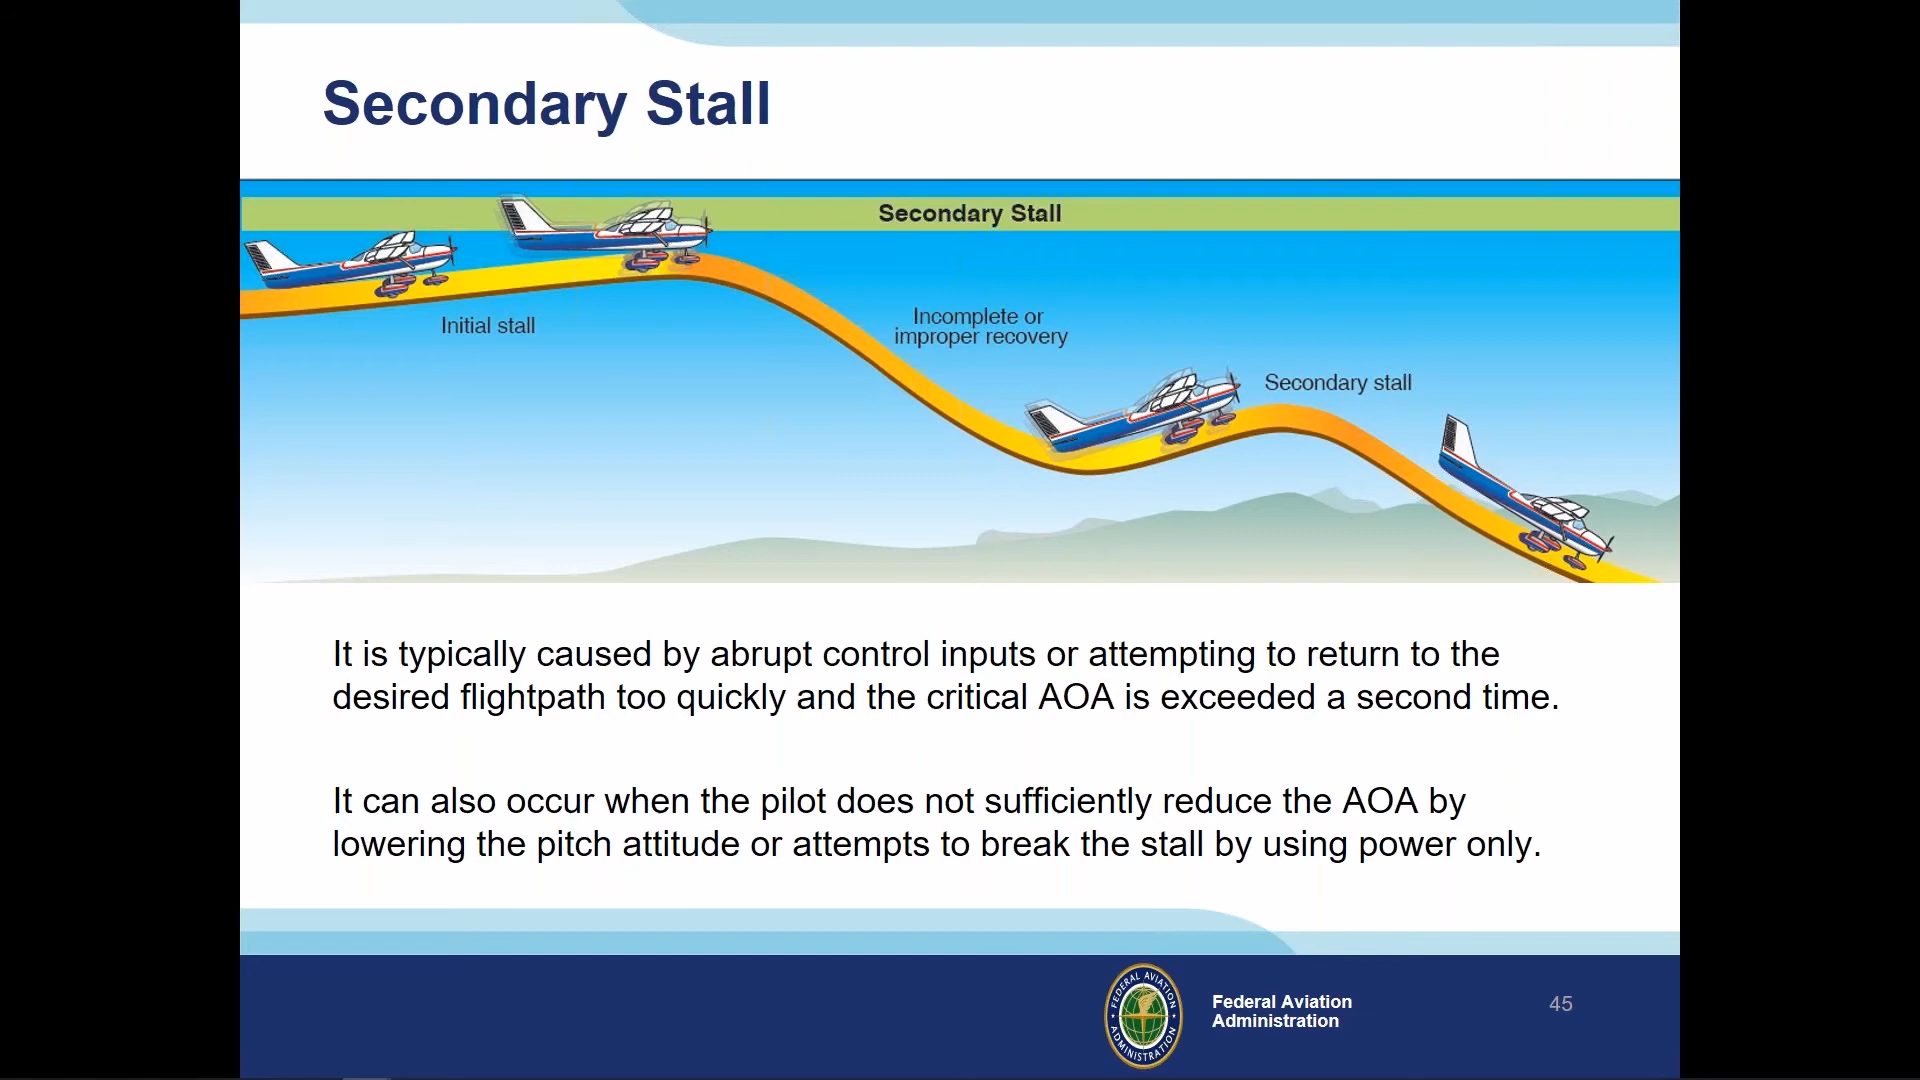 Secondary Stall
Secondary Stall
Initial stall
Incomplete or
improper recovery
Secondary stall
It is typically caused by abrupt control inputs or attempting to return to the
desired flightpath too quickly and the critical AOA is exceeded a second time.
It can also occur when the pilot does not sufficiently reduce the AOA by
lowering the pitch attitude or attempts to break the stall by using power only.
FEDERAL AVIATION
ADMINISTRATION
Federal Aviation
Administration
45